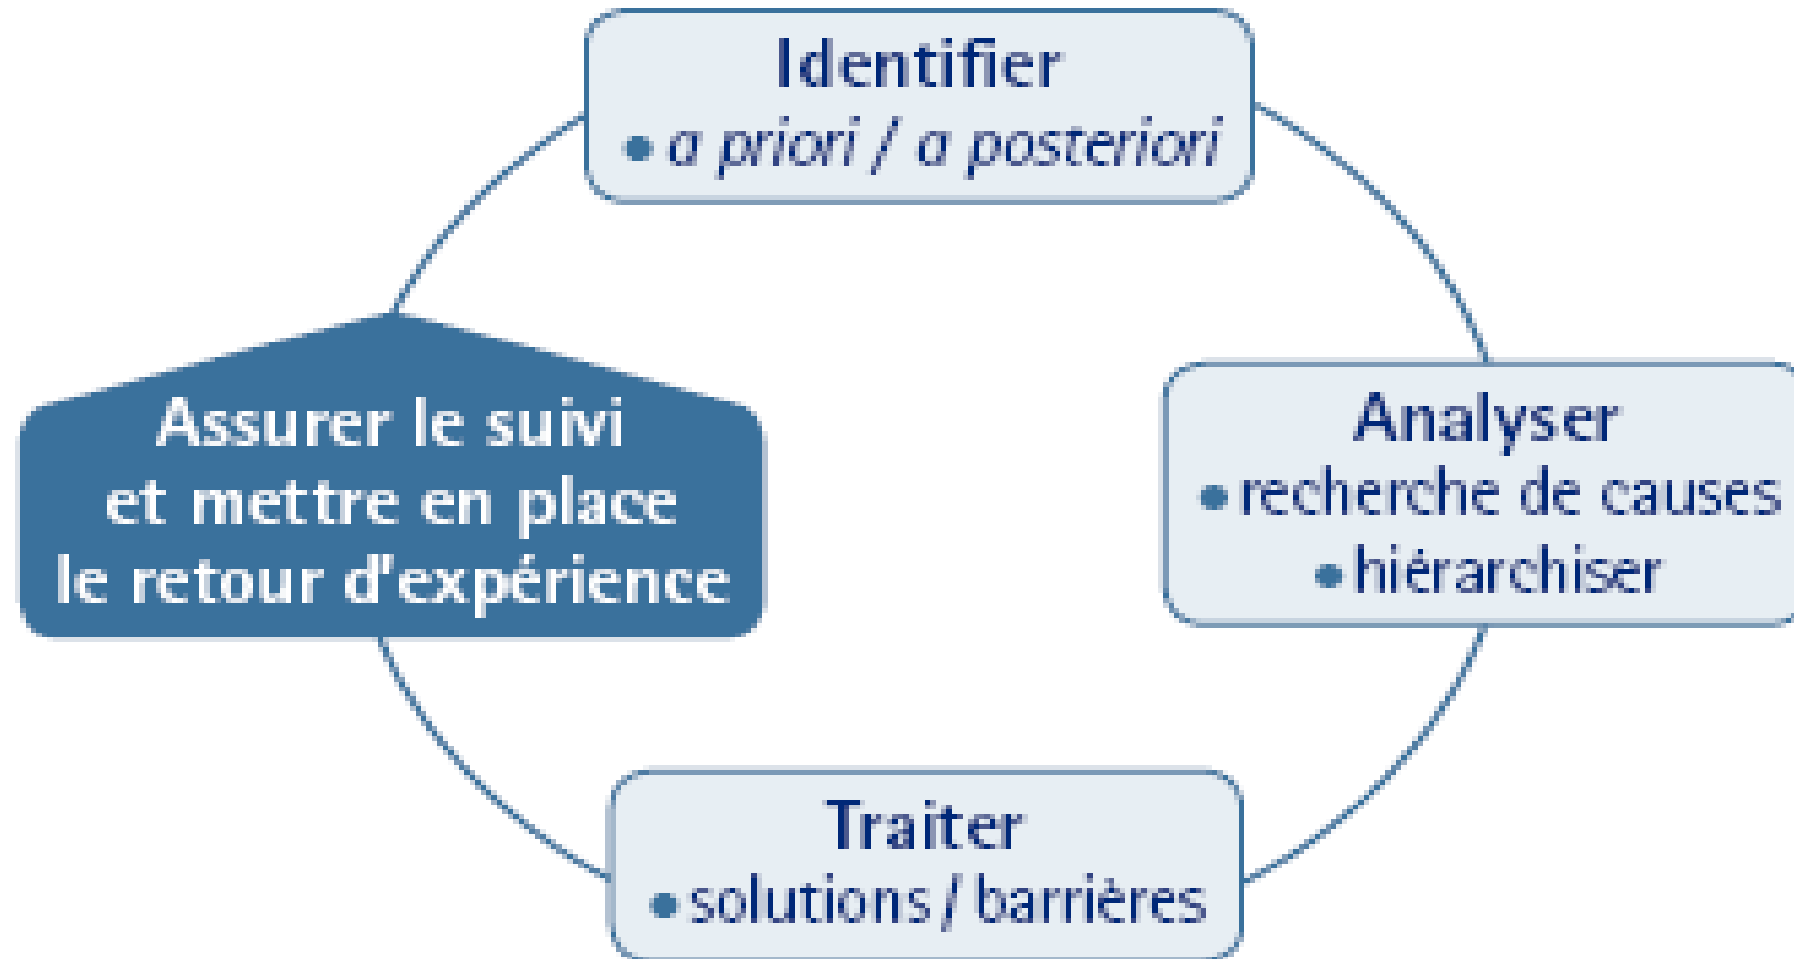 Identifier
• a priori / a posteriori
Assurer le suivi
et mettre en place
le retour d'expérience
Analyser
• recherche de causes
• hiérarchiser
Traiter
• solutions / barrières